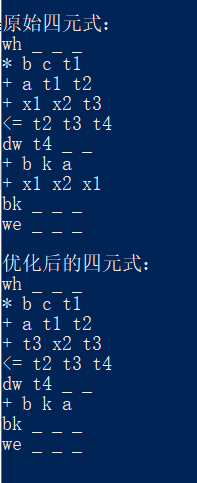 原始四元式：
wh _ _ _
* b c t1
+ a t1 t2
+ x1 x2 t3
<= t2 t3 t4
dw t4 _ _
+ b k a
+ x1 x2 x1
bk _ _ _
we _ _ _
优化后的四元式：
wh _ _ _
* b c t1
+ a t1 t2
+ t3 x2 t3
<= t2 t3 t4
dw t4 _ _
+ b k a
bk _ _ _
we _ _ _